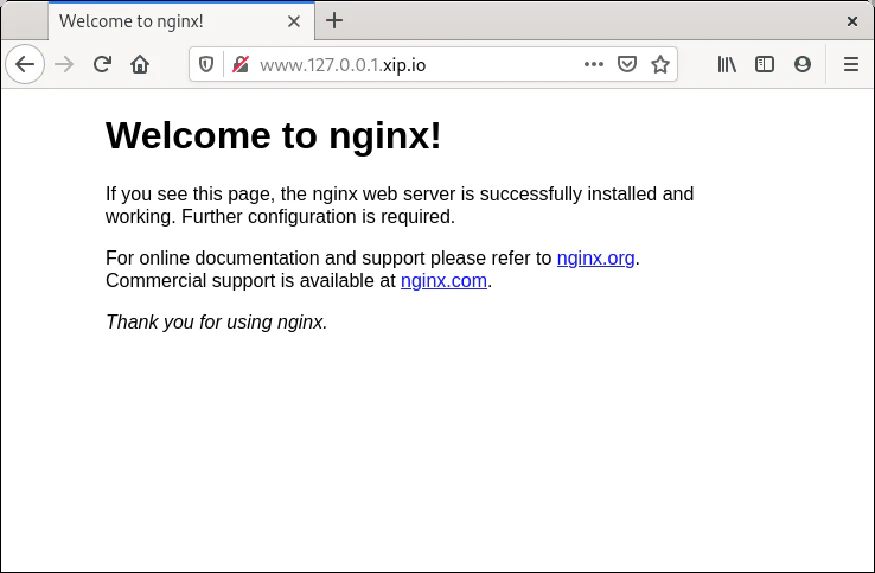 Welcome to nginx!
www.127.0.0.1.xip.io
Welcome to nginx!
If you see this page, the nginx web server is successfully installed and
working. Further configuration is required.
For online documentation and support please refer to nginx.org.
Commercial support is available at nginx.com.
Thank you for using nginx.